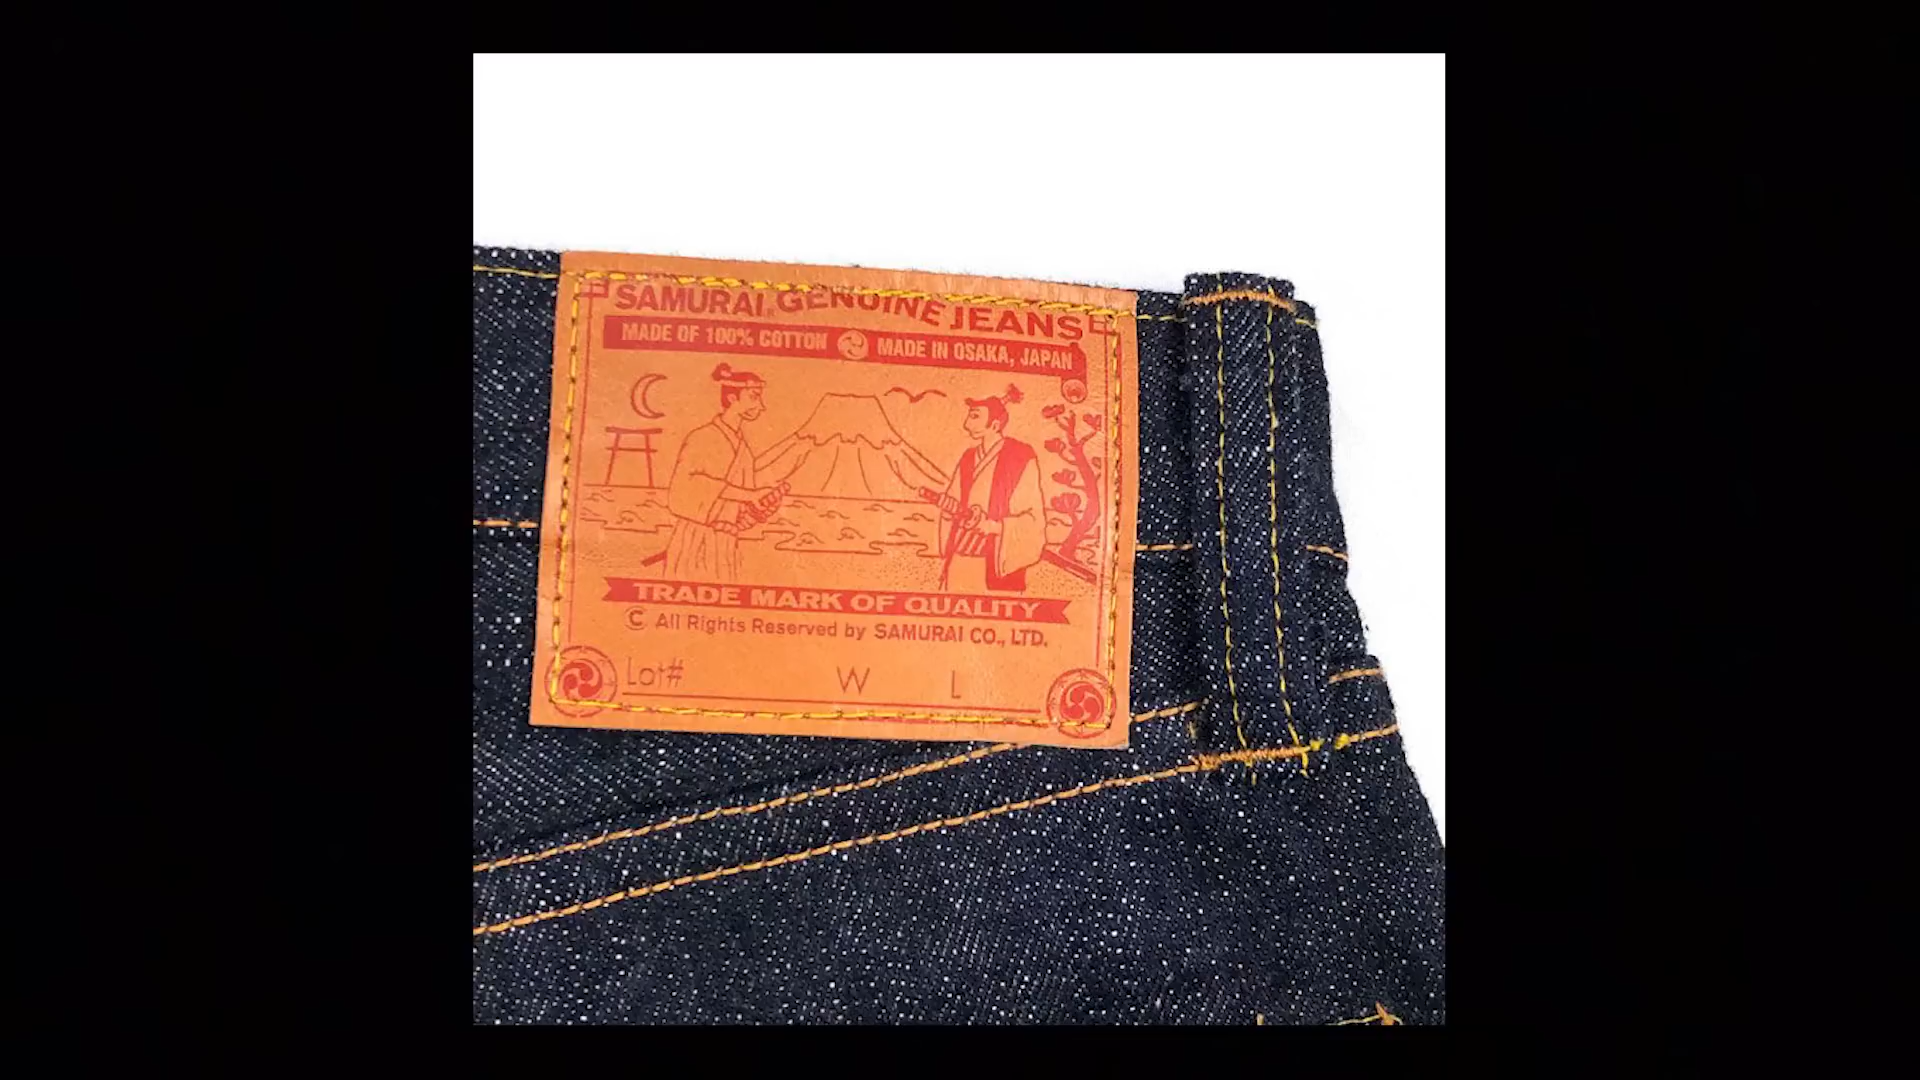 SAMURAI GENUINE JEANS
MADE OF 100% COTTON MADE IN OSAKA, JAPAN
TRADE MARK OF QUALITY
© All Rights Reserved by SAMURAI CO., LTD.
Lot# W L